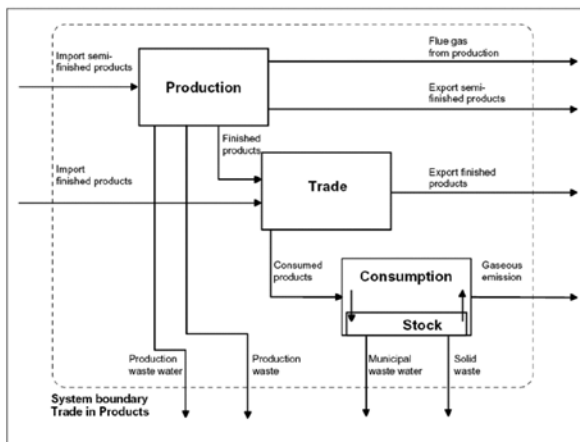 Flue gas
from production
Import semi-
finished products
Production
Export semi-
finished products
Finished
products
Import
finished products
Trade
Export finished
products
Consumed
products
Consumption
Gaseous
emission
Stock
Production
waste water
Production
waste
Municipal
waste water
Solid
waste
System boundary
Trade in Products